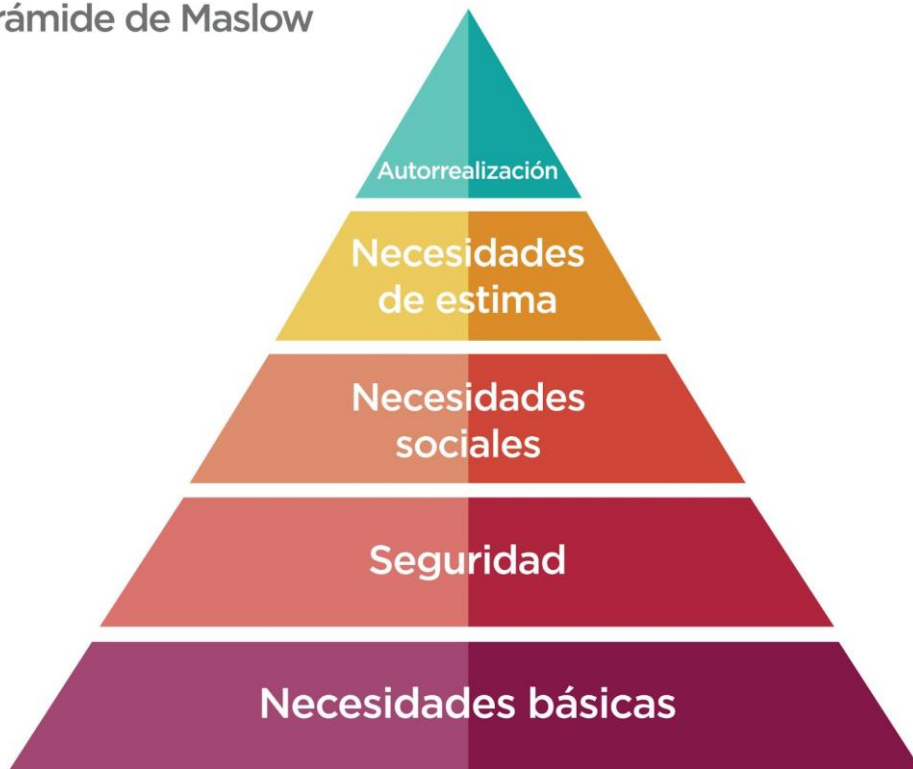 rámide de Maslow
Autorrealización
Necesidades
de estima
Necesidades
sociales
Seguridad
Necesidades básicas